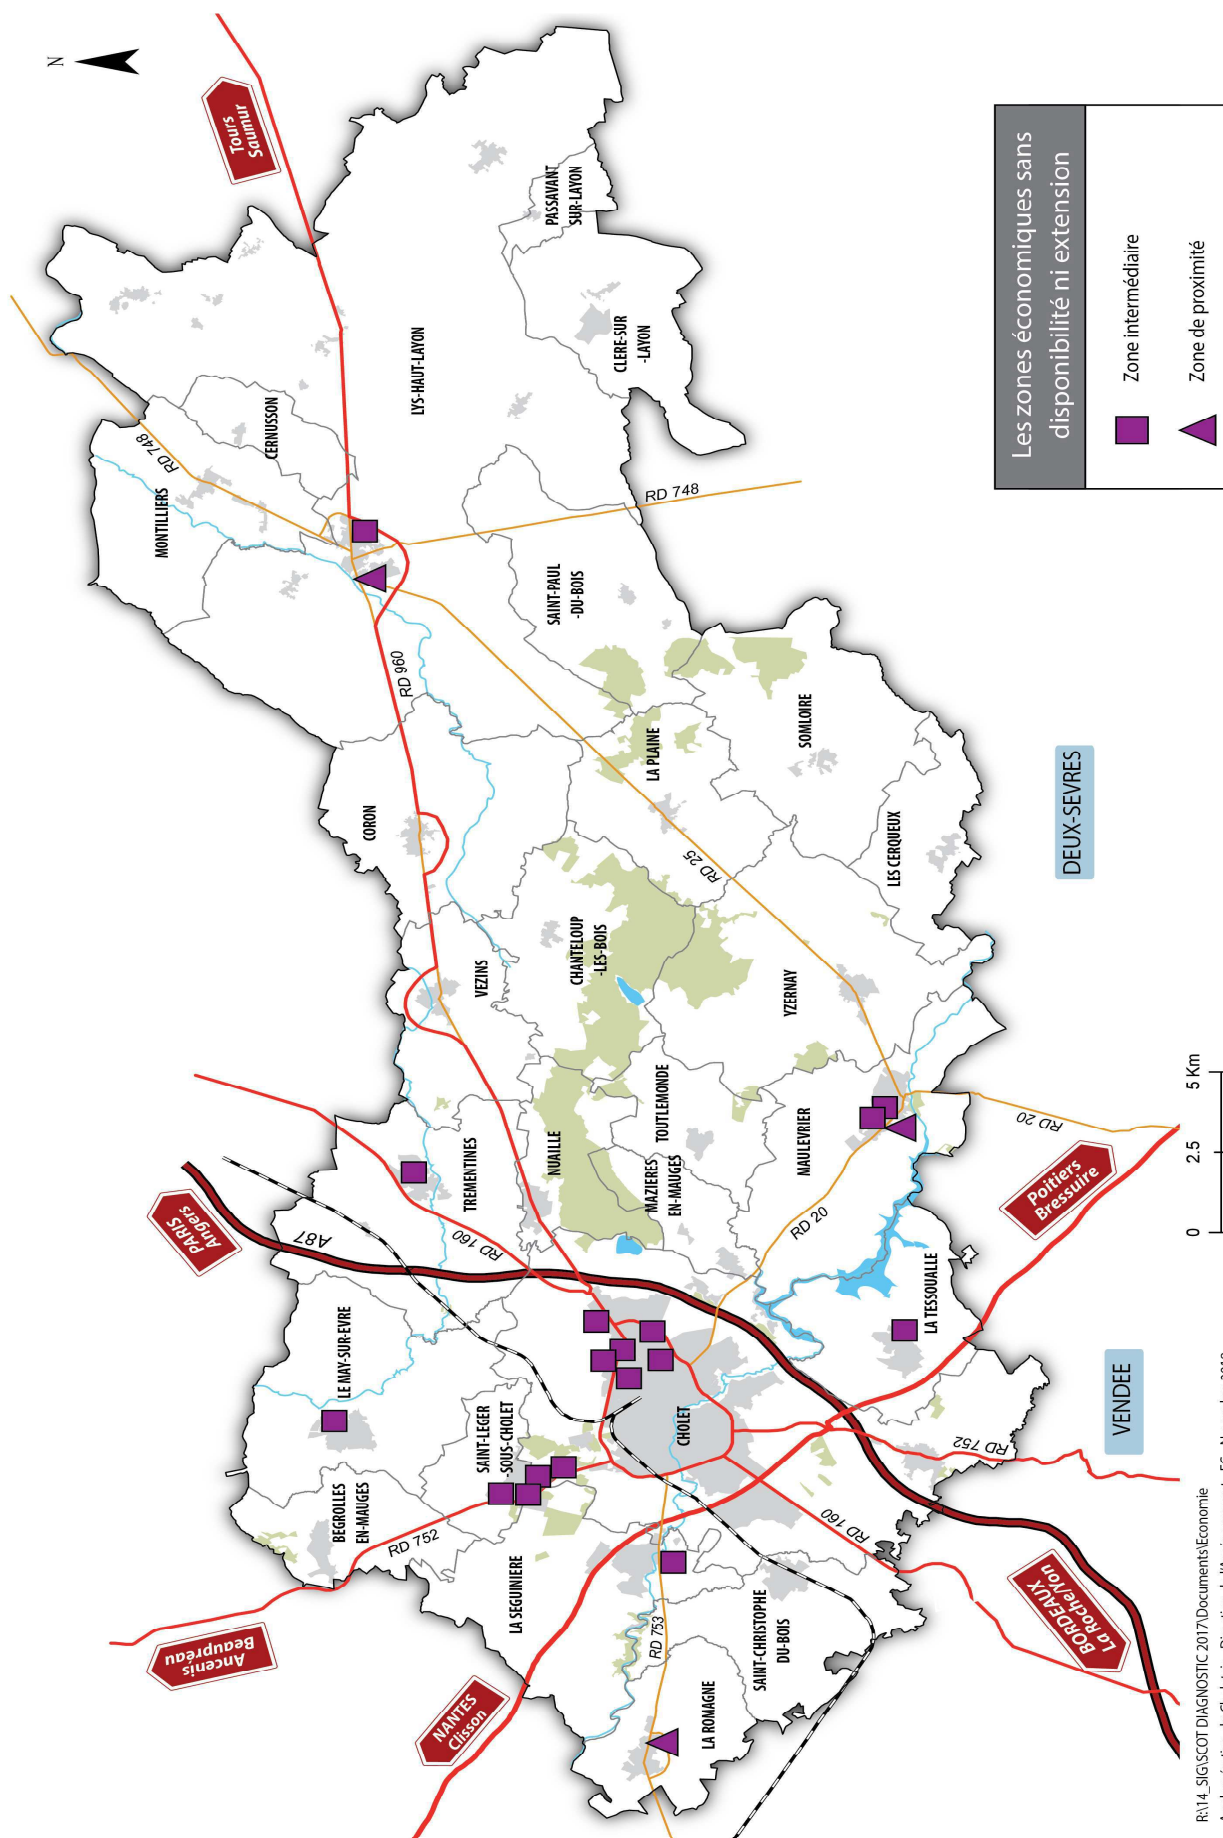 N
Tours
Saumur
PASSAVANT
SUR-LAYON
CLERE-SUR
-LAYON
LYS-HAUT-LAYON
CERNUSSON
RD 748
MONTILLIERS
RD 748
SAINT-PAUL
-DU-BOIS
RD 960
LA PLAINE
SOMLOIRE
CORON
RD 25
LES CERQUEUX
CHANTELOUP
-LES-BOIS
VEZINS
YZERNAY
TOUTLEMONDE
NUAILLE
MAZIERES
EN-MAUGES
MAULEVRIER
TREMENTINES
RD 20
RD 20
RD 160
A87
PARIS
Angers
Poitiers
Bressuire
LA TESSOUALLE
LE MAY-SUR-EVRE
SAINT-LEGER
-SOUS-CHOLET
CHOLET
BEGROLLES
EN-MAUGES
RD 752
RD 752
RD 160
LA SEGUINIERE
RD 753
SAINT-CHRISTOPHE
DU-BOIS
LA ROMAGNE
Ancenis
Beaupréau
NANTES
Clisson
BORDEAUX
La Roche/Yon
DEUX-SEVRES
VENDEE
Les zones économiques sans
disponibilité ni extension
Zone intermédiaire
Zone de proximité
0 2.5 5 Km
R:\14_SIG\SCOT DIAGNOSTIC 2017\Documents\Economie